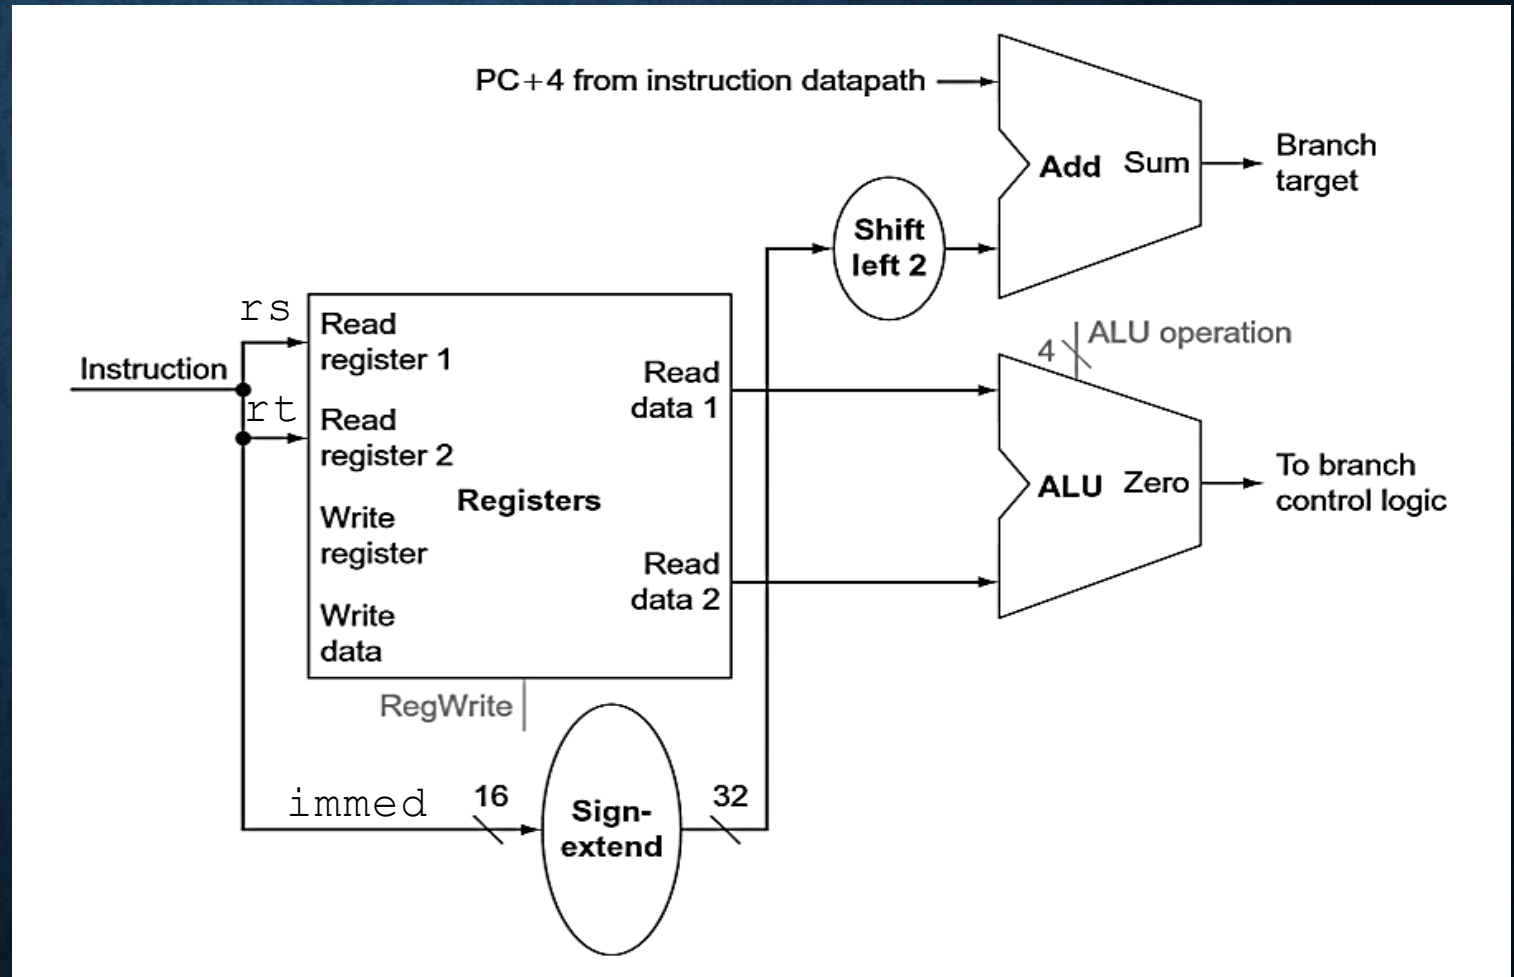 PC+4 from instruction datapath
Add Sum
Branch
target
Shift
left 2
rs
Instruction
rt
Read
register 1
Read
register 2
Write
register
Write
data
Registers
Read
data 1
Read
data 2
RegWrite
4
ALU operation
ALU Zero
To branch
control logic
immed
16
Sign-
extend
32